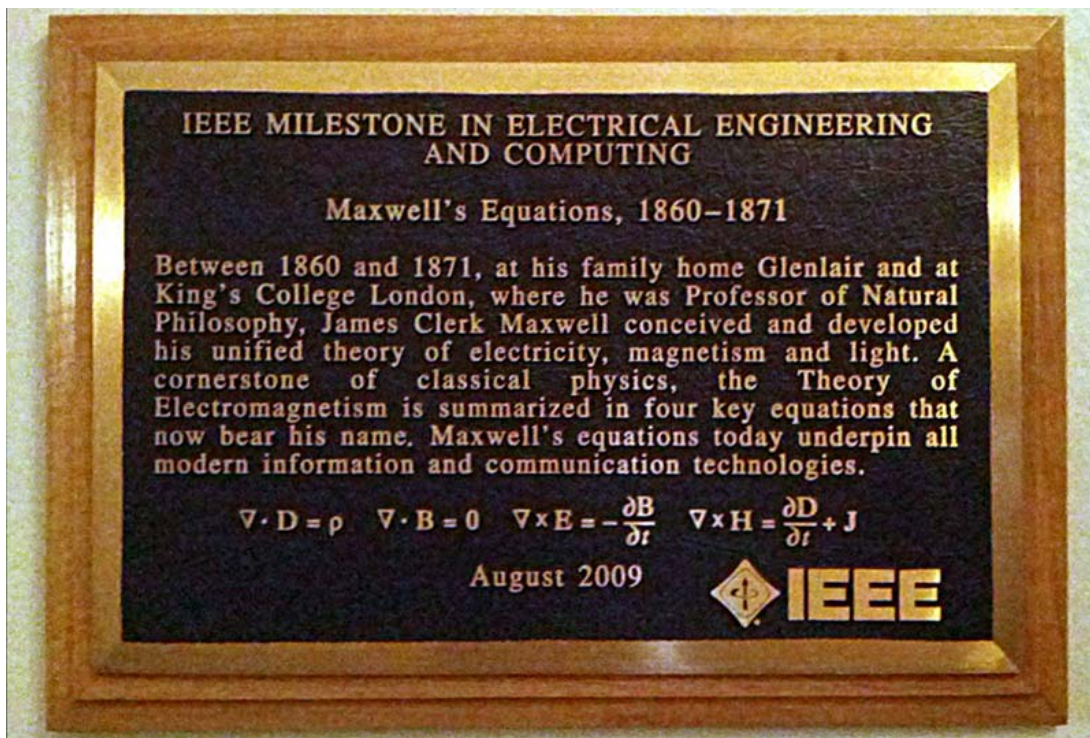 IEEE MILESTONE IN ELECTRICAL ENGINEERING
AND COMPUTING
Maxwell's Equations, 1860–1871
Between 1860 and 1871, at his family home Glenlair and at
King's College London, where he was Professor of Natural
Philosophy, James Clerk Maxwell conceived and developed
his unified theory of electricity, magnetism and light. A
cornerstone of classical physics, the Theory of
Electromagnetism is summarized in four key equations that
now bear his name. Maxwell's equations today underpin all
modern information and communication technologies.
∇ · D = ρ ∇ · B = 0 ∇ × E = −∂B/∂t ∇ × H = ∂D/∂t + J
August 2009
IEEE